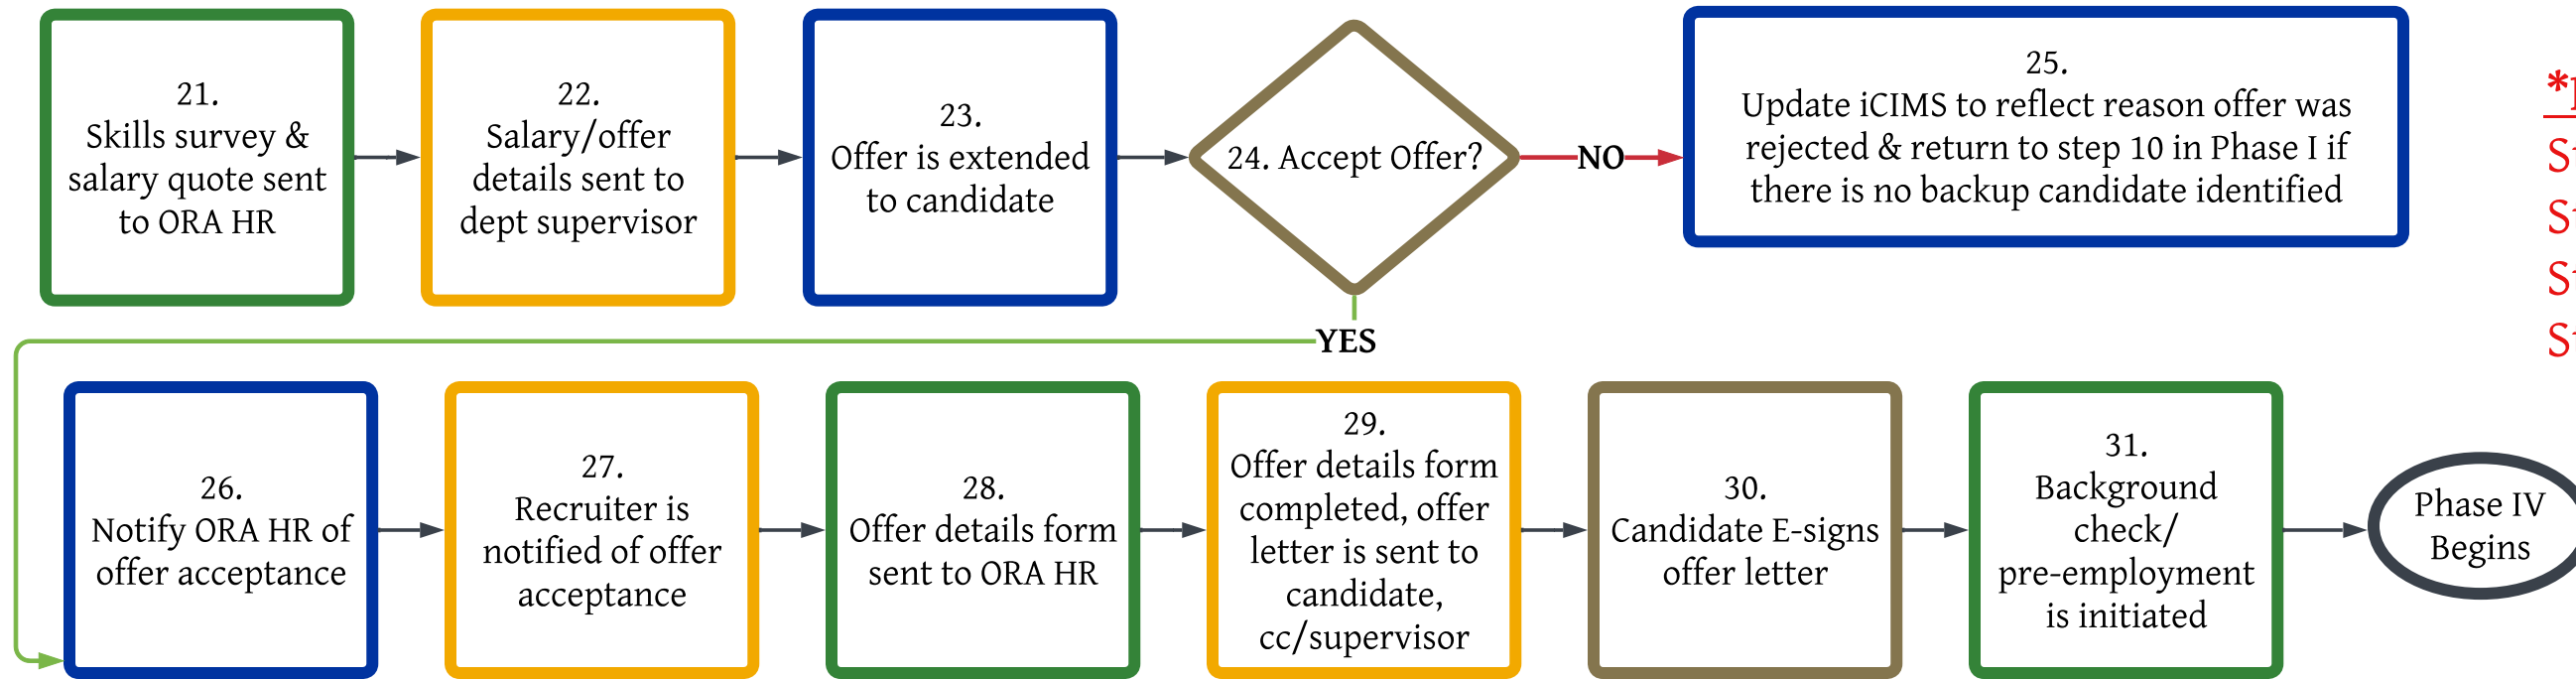 21.
Skills survey &
salary quote sent
to ORA HR
22.
Salary/offer
details sent to
dept supervisor
23.
Offer is extended
to candidate
24. Accept Offer?
NO
25.
Update iCIMS to reflect reason offer was
rejected & return to step 10 in Phase I if
there is no backup candidate identified
YES
26.
Notify ORA HR of
offer acceptance
27.
Recruiter is
notified of offer
acceptance
28.
Offer details form
sent to ORA HR
29.
Offer details form
completed, offer
letter is sent to
candidate,
cc/supervisor
30.
Candidate E-signs
offer letter
31.
Background
check/
pre-employment
is initiated
Phase IV
Begins